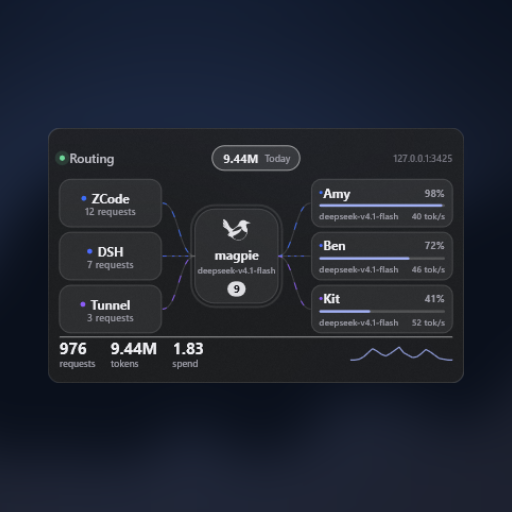 Routing
9.44M Today
127.0.0.1:3425
ZCode
12 requests
DSH
7 requests
Tunnel
3 requests
magpie
deepseek-v4.1-flash
9
Amy 98%
deepseek-v4.1-flash 40 tok/s
Ben 72%
deepseek-v4.1-flash 46 tok/s
Kit 41%
deepseek-v4.1-flash 52 tok/s
976 9.44M 1.83
requests tokens spend